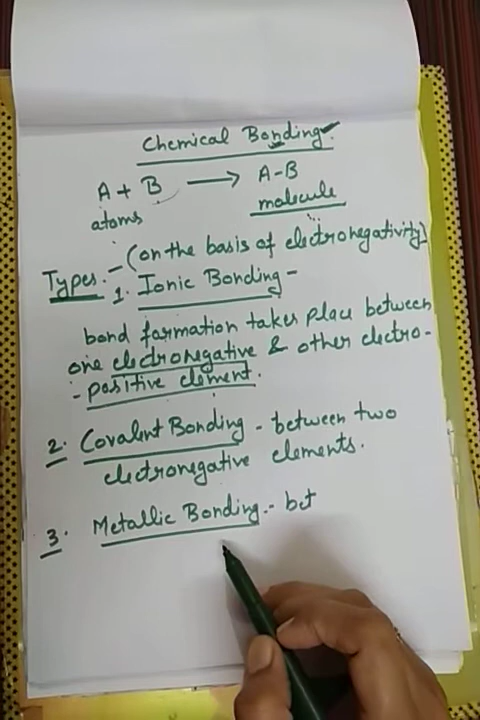 Chemical Bonding
A + B ⟶ A-B
atoms molecule
Types.- (on the basis of electronegativity)
1. Ionic Bonding -
bond formation takes place between
one electronegative & other electro-
- positive element.
2. Covalent Bonding - between two
electronegative elements.
3. Metallic Bonding.- bet